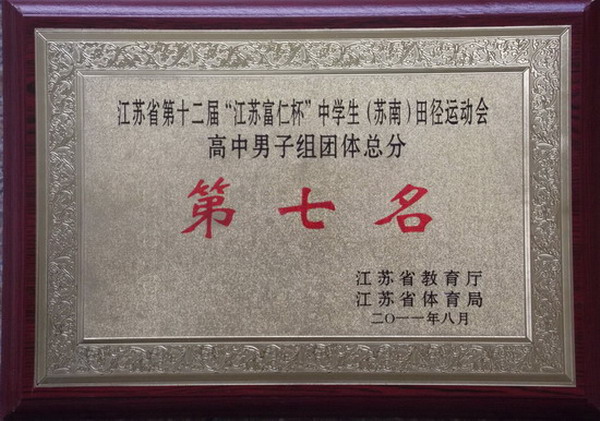 江苏省第十二届“江苏富仁杯”中学生（苏南）田径运动会
高中男子组团体总分
第七名
江苏省教育厅
江苏省体育局
二〇一一年八月